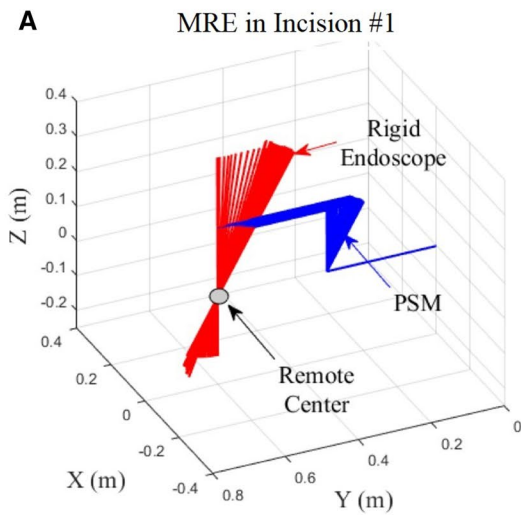 A
MRE in Incision #1
0.4
0.3
0.2
0.1
0
-0.1
-0.2
Z (m)
Rigid
Endoscope
PSM
Remote
Center
0.4
0.2
0
-0.2
-0.4
X (m)
0.8
0.6
0.4
0.2
0
Y (m)